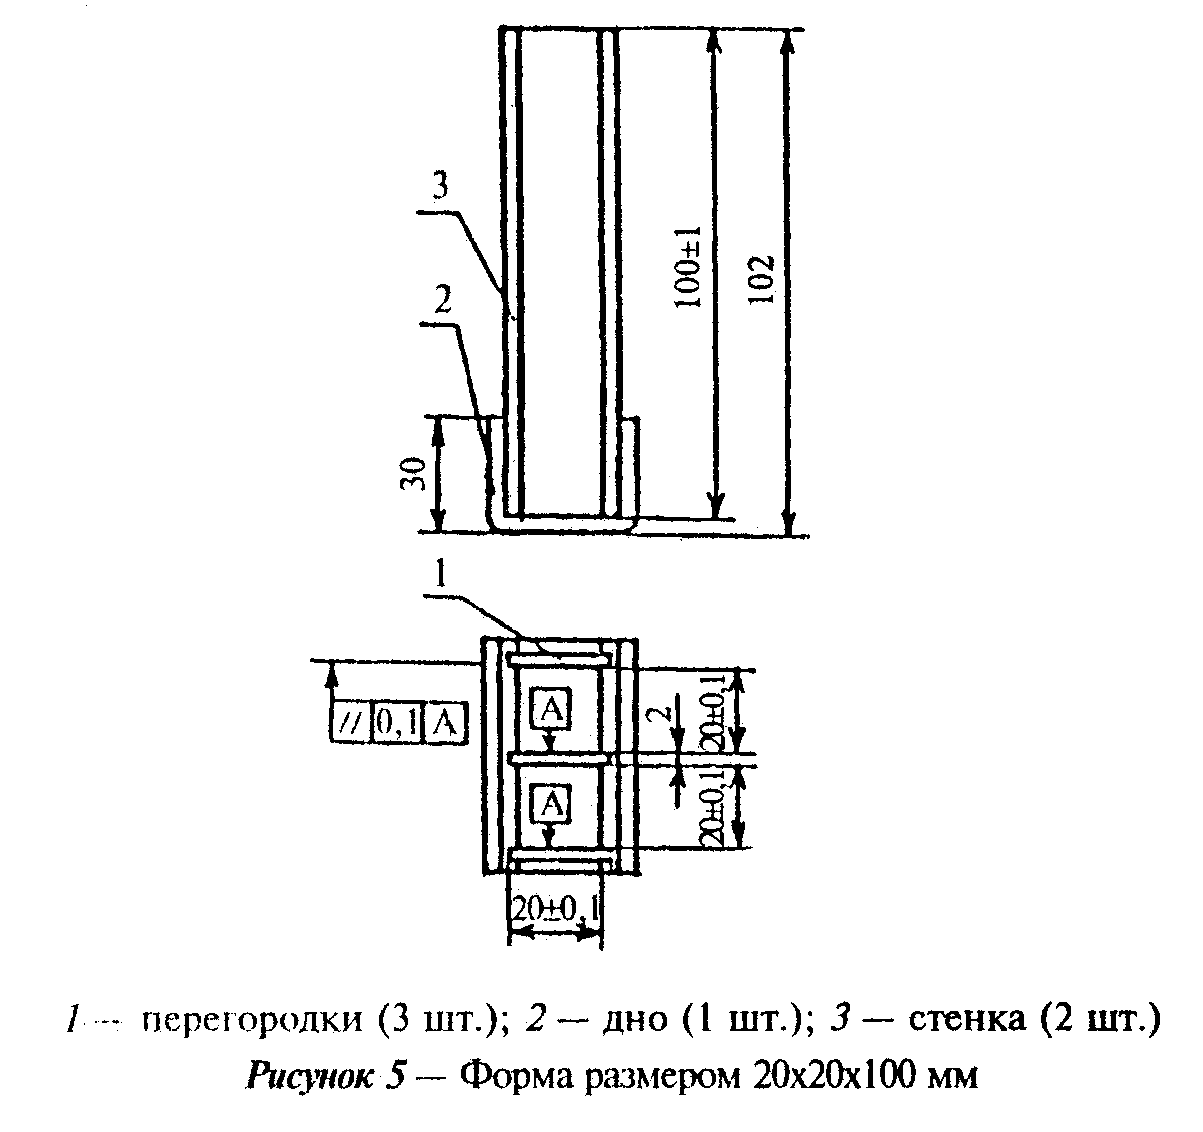 3
2
100±1
102
30
1
// 0,1 А
А
А
2
20±0,1
20±0,1
20±0,1
1 — перегородки (3 шт.); 2 — дно (1 шт.); 3 — стенка (2 шт.)
Рисунок 5 — Форма размером 20х20х100 мм